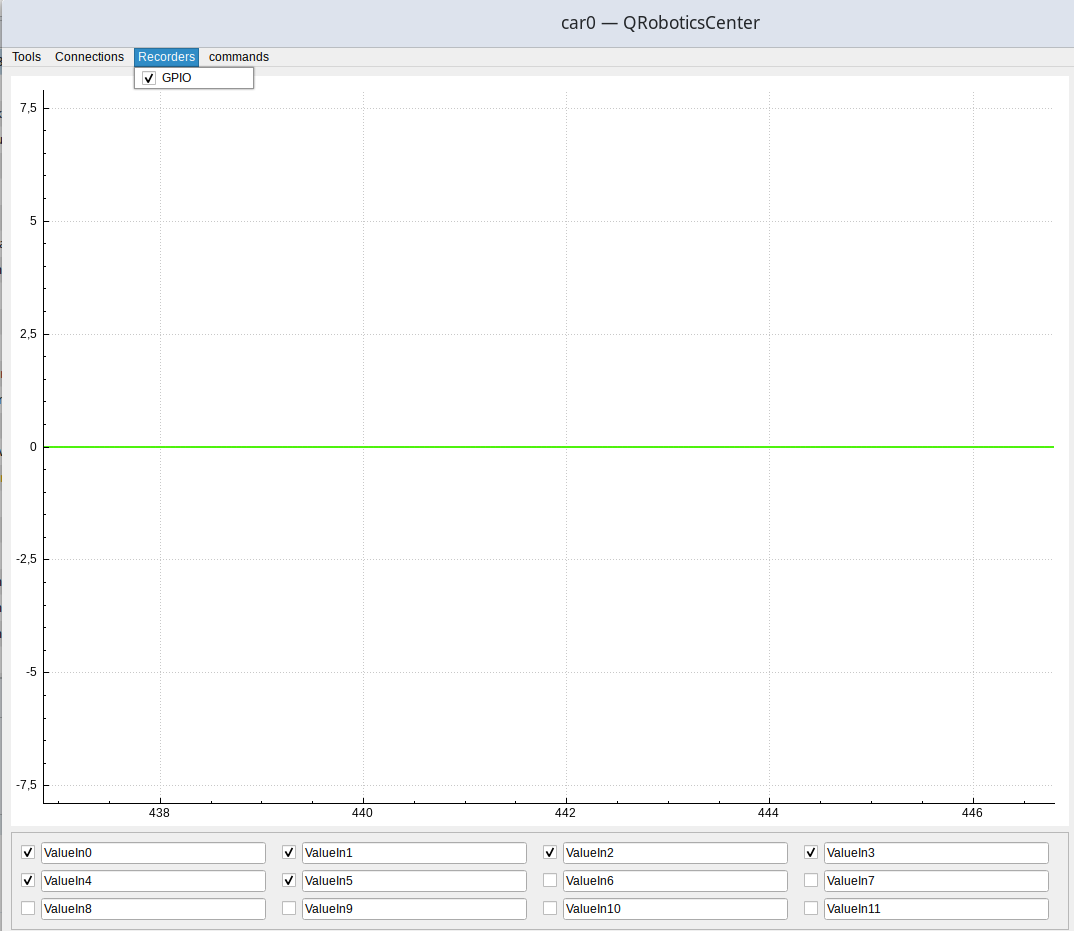 car0 — QRoboticsCenter
Tools Connections Recorders commands
GPIO
7,5
5
2,5
0
-2,5
-5
-7,5
438 440 442 444 446
ValueIn0 ValueIn1 ValueIn2 ValueIn3
ValueIn4 ValueIn5 ValueIn6 ValueIn7
ValueIn8 ValueIn9 ValueIn10 ValueIn11